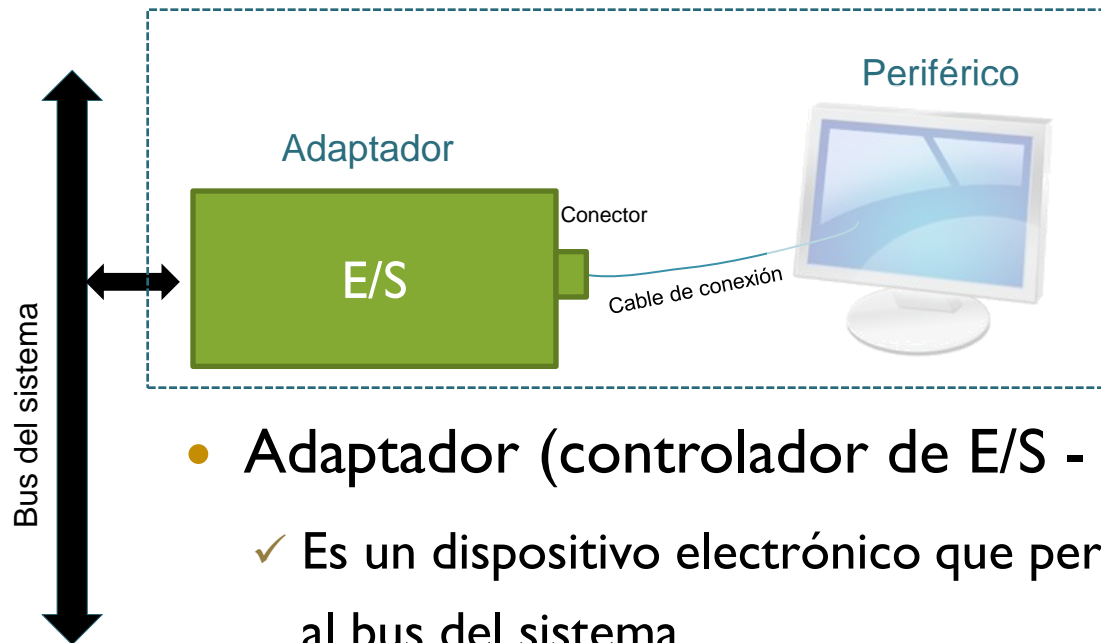 Periférico
Adaptador
Conector
E/S
Cable de conexión
Bus del sistema
• Adaptador (controlador de E/S -
✓ Es un dispositivo electrónico que per
al bus del sistema